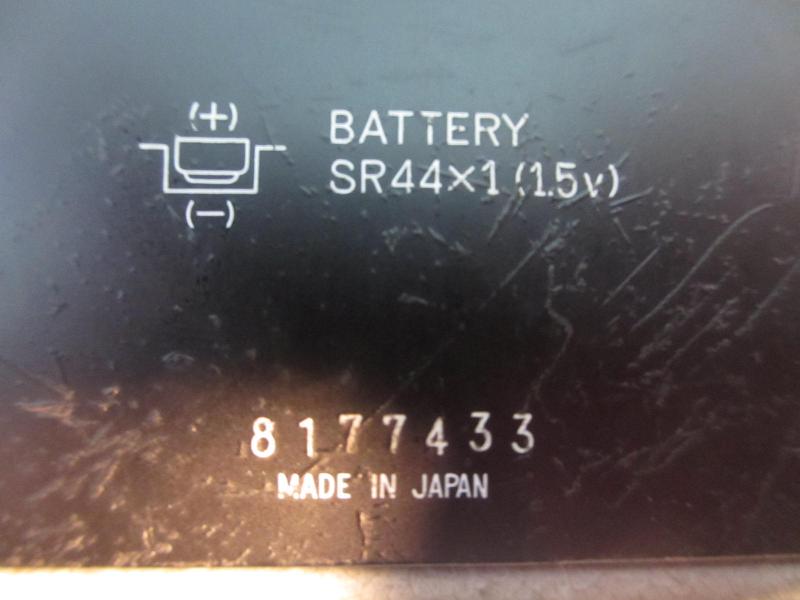 (+)
BATTERY
SR44×1 (1.5v)
(−)
8177433
MADE IN JAPAN